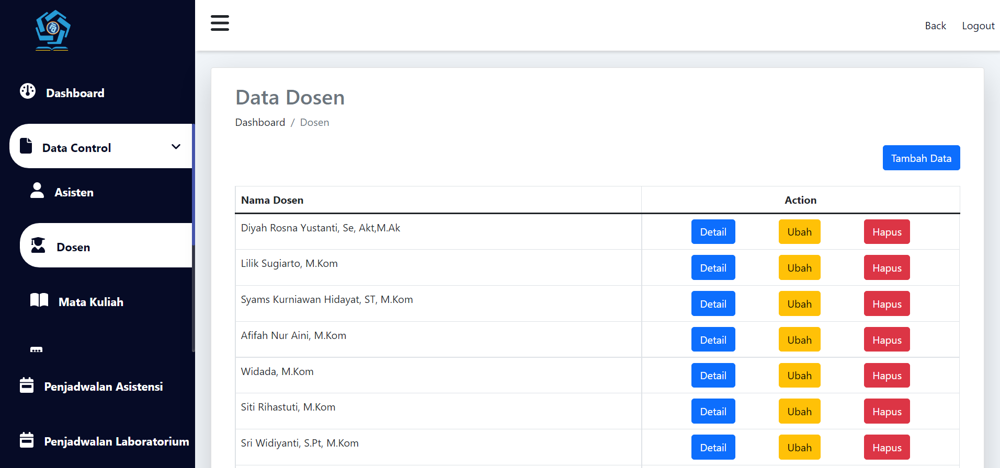 Back Logout
Dashboard
Data Control
Asisten
Dosen
Mata Kuliah
Penjadwalan Asistensi
Penjadwalan Laboratorium
Data Dosen
Dashboard / Dosen
Tambah Data
Nama Dosen Action
Diyah Rosna Yustanti, Se, Akt,M.Ak Detail Ubah Hapus
Lilik Sugiarto, M.Kom Detail Ubah Hapus
Syams Kurniawan Hidayat, ST, M.Kom Detail Ubah Hapus
Afifah Nur Aini, M.Kom Detail Ubah Hapus
Widada, M.Kom Detail Ubah Hapus
Siti Rihastuti, M.Kom Detail Ubah Hapus
Sri Widiyanti, S.Pt, M.Kom Detail Ubah Hapus